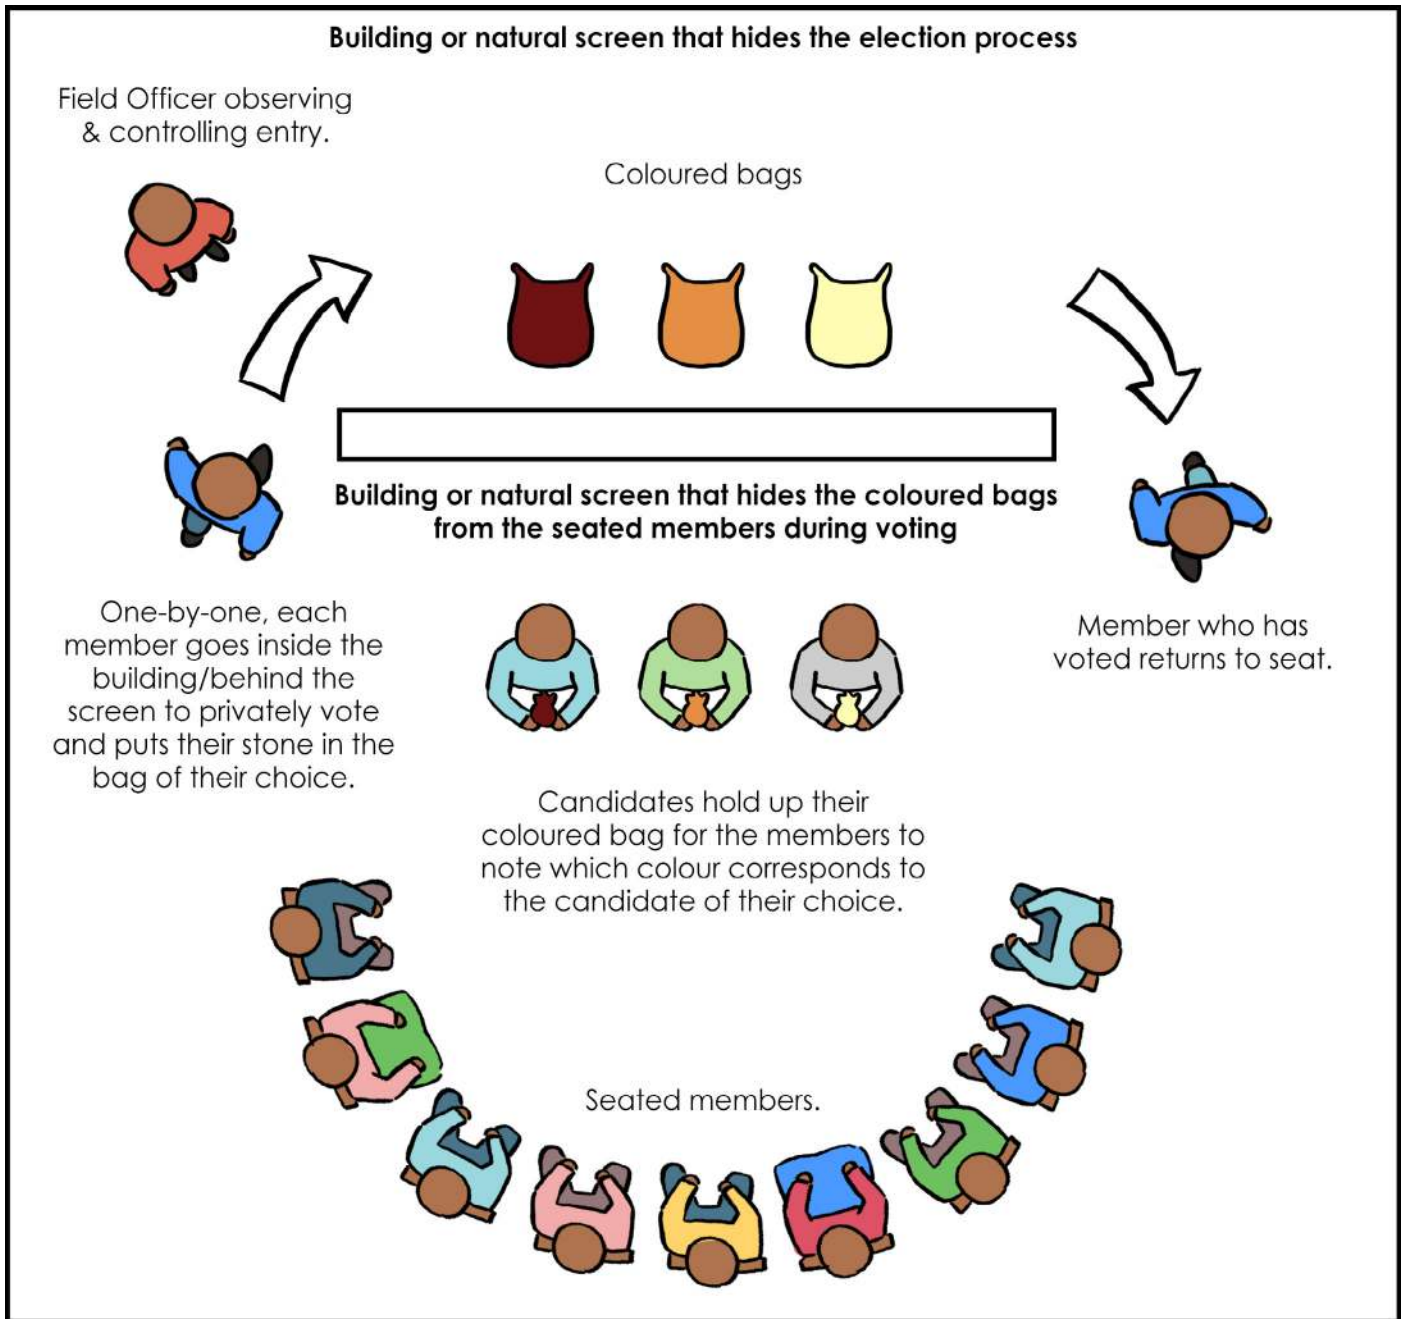 Building or natural screen that hides the election process
Field Officer observing
& controlling entry.
Coloured bags
Building or natural screen that hides the coloured bags
from the seated members during voting
One-by-one, each
member goes inside the
building/behind the
screen to privately vote
and puts their stone in the
bag of their choice.
Member who has
voted returns to seat.
Candidates hold up their
coloured bag for the members to
note which colour corresponds to
the candidate of their choice.
Seated members.